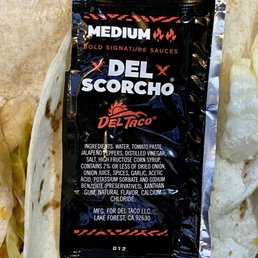 MEDIUM
BOLD SIGNATURE SAUCES
DEL
SCORCHO®
DEL TACO®
INGREDIENTS: WATER, TOMATO PASTE,
JALAPEÑO PEPPERS, DISTILLED VINEGAR,
SALT, HIGH FRUCTOSE CORN SYRUP,
CONTAINS 2% OR LESS OF DRIED ONION,
ONION JUICE, SPICES, GARLIC, ACETIC
ACID, POTASSIUM SORBATE AND SODIUM
BENZOATE (PRESERVATIVES), XANTHAN
GUM, NATURAL FLAVOR, CALCIUM
CHLORIDE.
MFG. FOR DEL TACO LLC.
LAKE FOREST, CA 92630